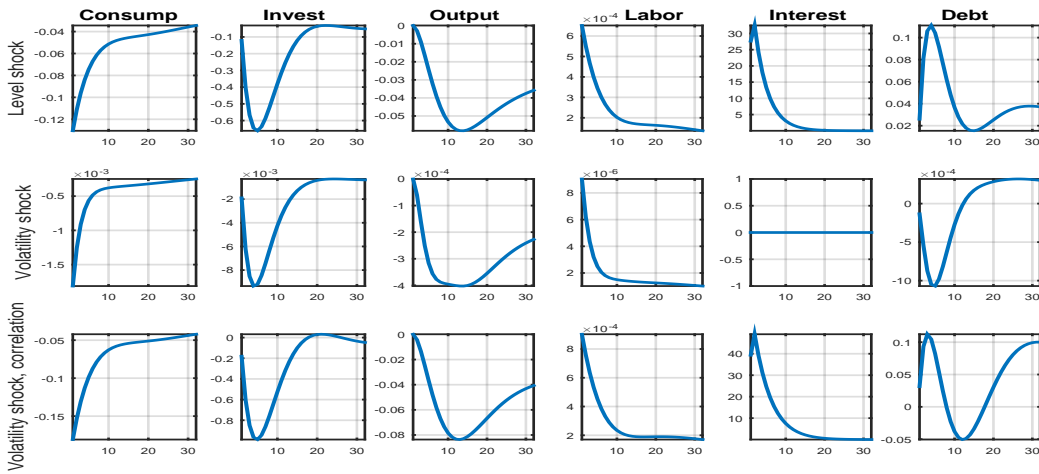 Consump Invest Output Labor Interest Debt
Level shock
-0.04 -0.06 -0.08 -0.1 -0.12 10 20 30
-0.1 -0.2 -0.3 -0.4 -0.5 -0.6 10 20 30
0 -0.01 -0.02 -0.03 -0.04 -0.05 10 20 30
×10⁻⁴ 6 5 4 3 2 10 20 30
30 25 20 15 10 5 10 20 30
0.1 0.08 0.06 0.04 0.02 10 20 30
Volatility shock
×10⁻³ -0.5 -1 -1.5 10 20 30
×10⁻³ -2 -4 -6 -8 10 20 30
×10⁻⁴ 0 -1 -2 -3 -4 10 20 30
×10⁻⁶ 8 6 4 2 10 20 30
1 0.5 0 -0.5 -1 10 20 30
×10⁻⁴ 0 -5 -10 10 20 30
Volatility shock, correlation
-0.05 -0.1 -0.15 10 20 30
0 -0.2 -0.4 -0.6 -0.8 10 20 30
0 -0.02 -0.04 -0.06 -0.08 10 20 30
×10⁻⁴ 8 6 4 2 10 20 30
40 30 20 10 10 20 30
0.1 0.05 0 -0.05 10 20 30